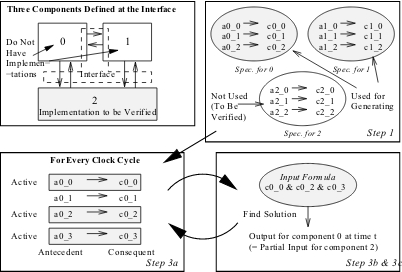 Three Components Defined at the Interface
0
1
Do Not
Have
Implemen-
-tations
Interface
2
Implementation to be Verified
a0_0 c0_0
a0_1 c0_1
a0_2 c0_2
Spec. for 0
a1_0 c1_0
a1_1 c1_1
a1_2 c1_2
Spec. for 1
Not Used
(To Be
Verified)
a2_0 c2_0
a2_1 c2_1
a2_2 c2_2
Spec. for 2
Used for
Generating
Step 1
For Every Clock Cycle
Active a0_0 c0_0
a0_1 c0_1
Active a0_2 c0_2
Active a0_3 c0_3
Antecedent Consequent
Step 3a
Input Formula
c0_0 & c0_2 & c0_3
Find Solution
Output for component 0 at time t
(= Partial Input for component 2)
Step 3b & 3c